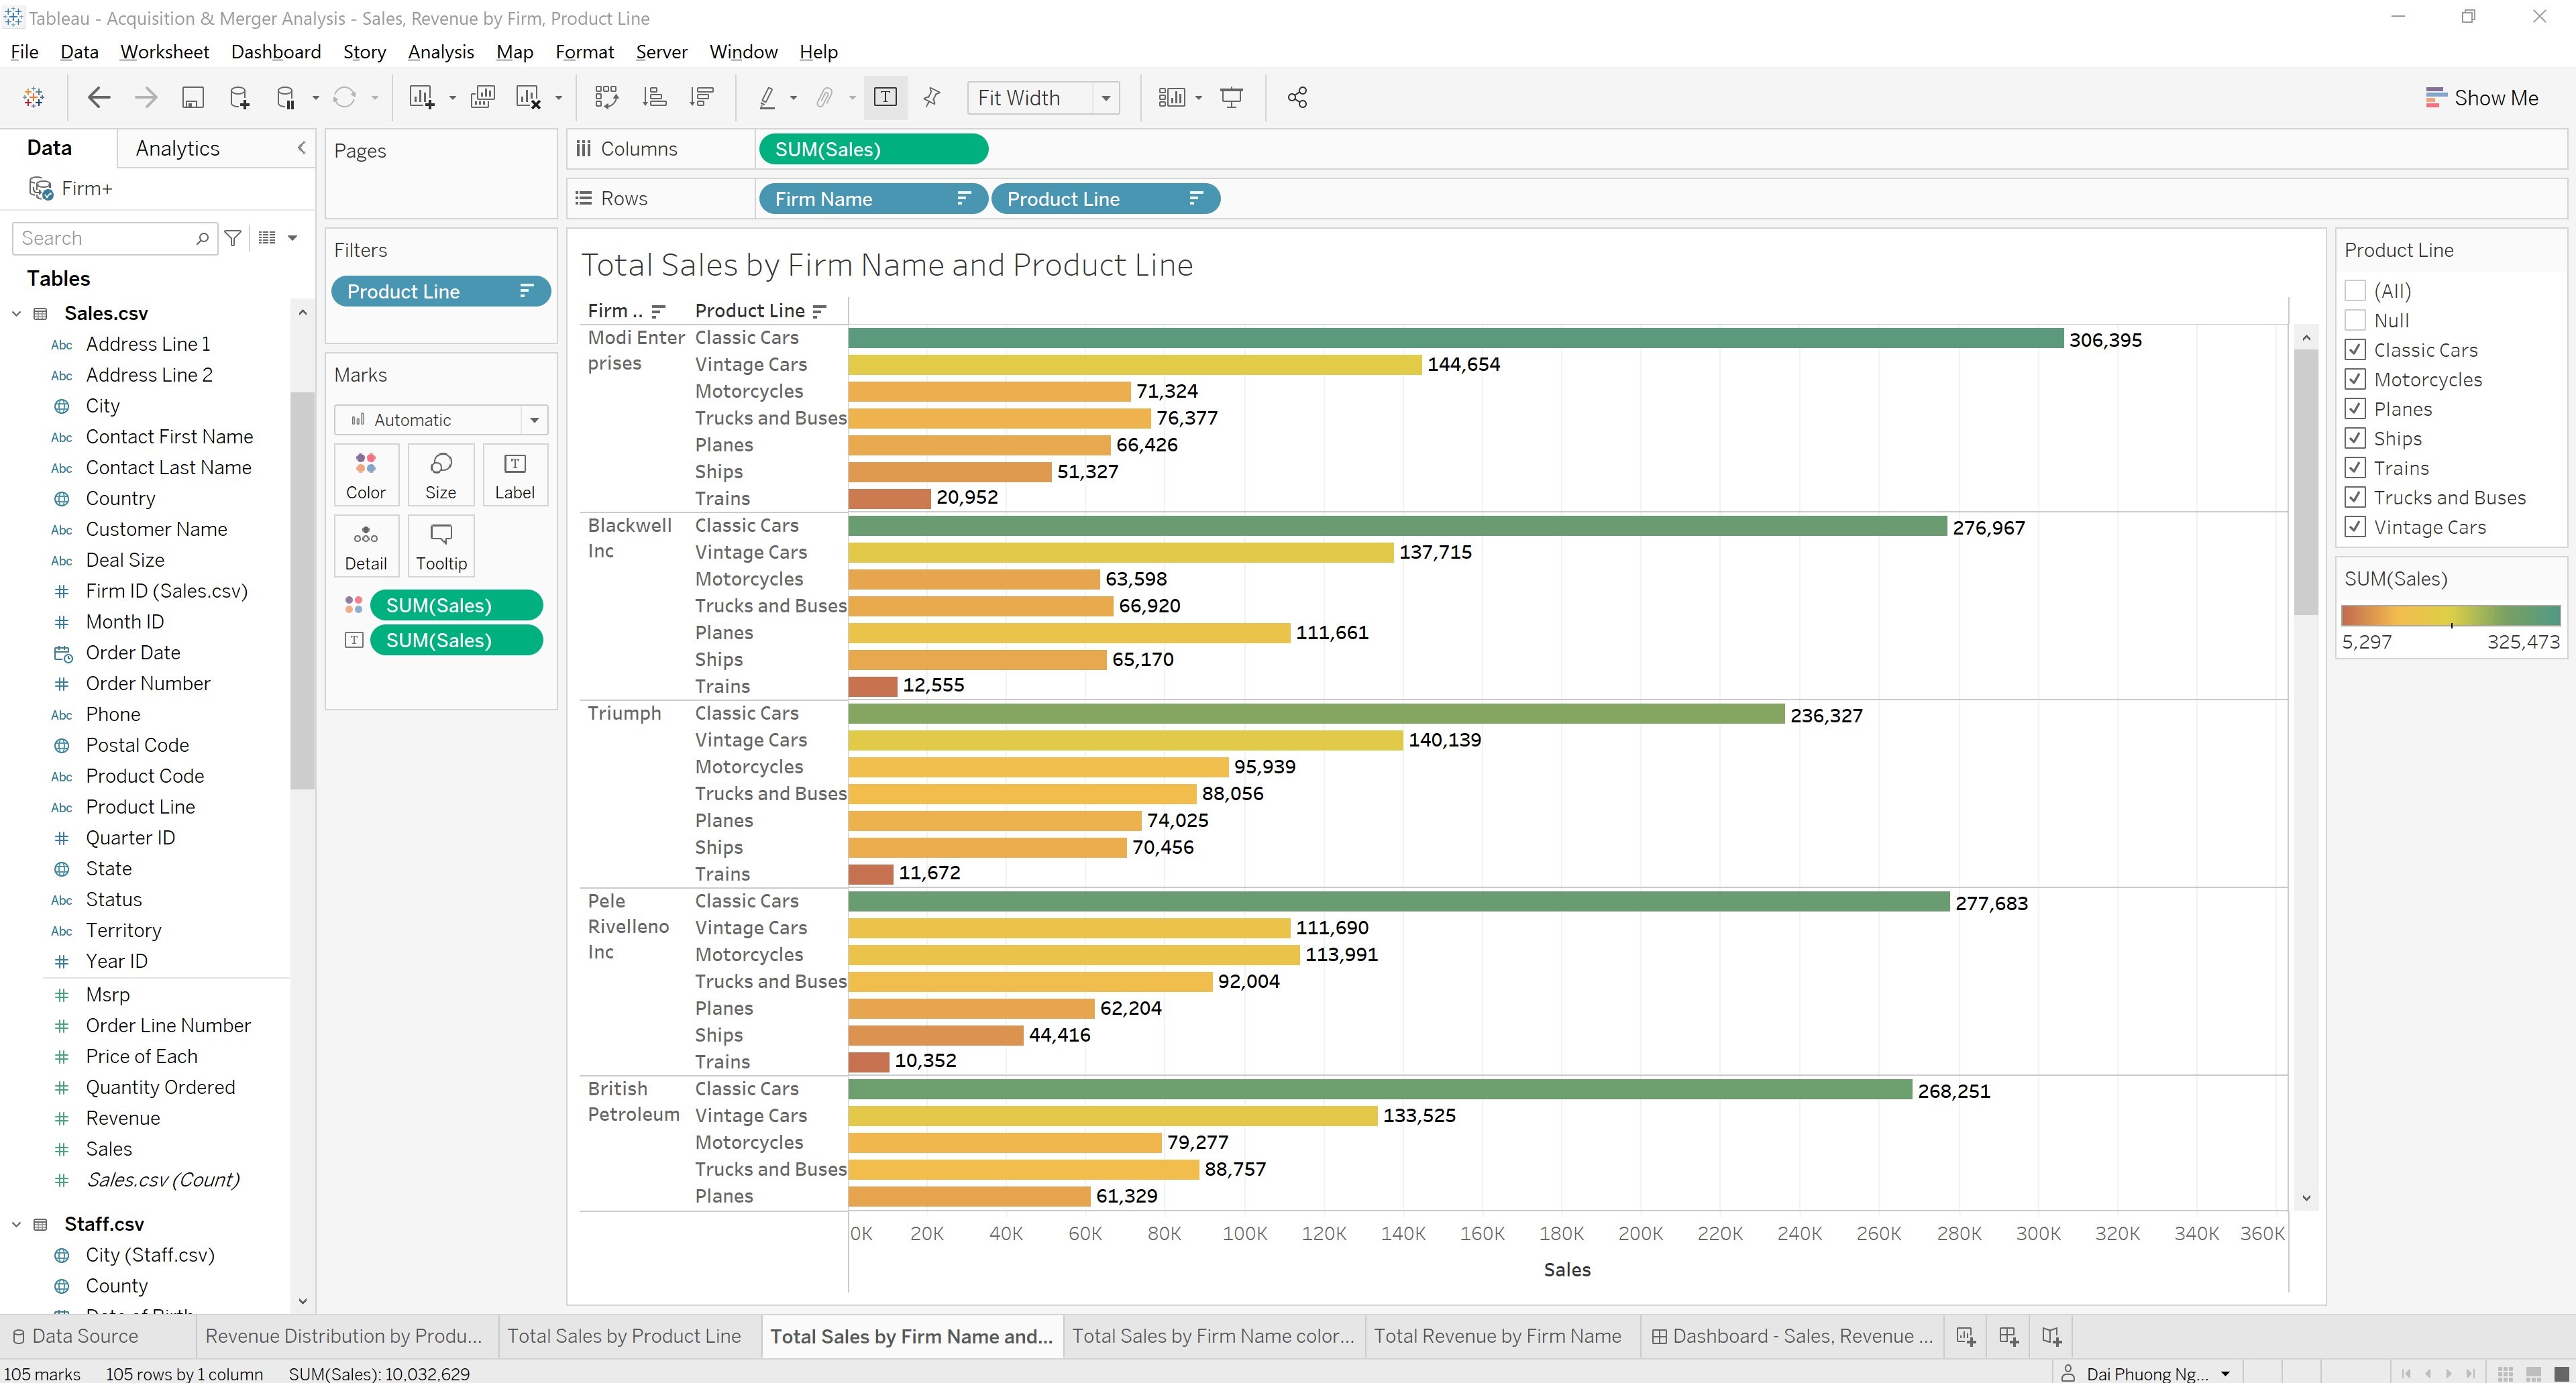 Tableau - Acquisition & Merger Analysis - Sales, Revenue by Firm, Product Line
File Data Worksheet Dashboard Story Analysis Map Format Server Window Help
Fit Width
Show Me
Data Analytics
Firm+
Search
Tables
Sales.csv
Abc Address Line 1
Abc Address Line 2
City
Abc Contact First Name
Abc Contact Last Name
Country
Abc Customer Name
Abc Deal Size
# Firm ID (Sales.csv)
# Month ID
Order Date
# Order Number
Abc Phone
Postal Code
Abc Product Code
Abc Product Line
# Quarter ID
State
Abc Status
Abc Territory
# Year ID
# Msrp
# Order Line Number
# Price of Each
# Quantity Ordered
# Revenue
# Sales
# Sales.csv (Count)
Staff.csv
City (Staff.csv)
County
Pages
Filters
Product Line
Marks
Automatic
Color Size Label
Detail Tooltip
SUM(Sales)
SUM(Sales)
Columns SUM(Sales)
Rows Firm Name Product Line
Total Sales by Firm Name and Product Line
Firm .. Product Line
Modi Enter
prises
Classic Cars 306,395
Vintage Cars 144,654
Motorcycles 71,324
Trucks and Buses 76,377
Planes 66,426
Ships 51,327
Trains 20,952
Blackwell
Inc
Classic Cars 276,967
Vintage Cars 137,715
Motorcycles 63,598
Trucks and Buses 66,920
Planes 111,661
Ships 65,170
Trains 12,555
Triumph
Classic Cars 236,327
Vintage Cars 140,139
Motorcycles 95,939
Trucks and Buses 88,056
Planes 74,025
Ships 70,456
Trains 11,672
Pele
Rivelleno
Inc
Classic Cars 277,683
Vintage Cars 111,690
Motorcycles 113,991
Trucks and Buses 92,004
Planes 62,204
Ships 44,416
Trains 10,352
British
Petroleum
Classic Cars 268,251
Vintage Cars 133,525
Motorcycles 79,277
Trucks and Buses 88,757
Planes 61,329
0K 20K 40K 60K 80K 100K 120K 140K 160K 180K 200K 220K 240K 260K 280K 300K 320K 340K 360K
Sales
Product Line
(All)
Null
Classic Cars
Motorcycles
Planes
Ships
Trains
Trucks and Buses
Vintage Cars
SUM(Sales)
5,297 325,473
Data Source Revenue Distribution by Produ... Total Sales by Product Line Total Sales by Firm Name and... Total Sales by Firm Name color... Total Revenue by Firm Name Dashboard - Sales, Revenue ...
105 marks 105 rows by 1 column SUM(Sales): 10,032,629 Dai Phuong Ng...